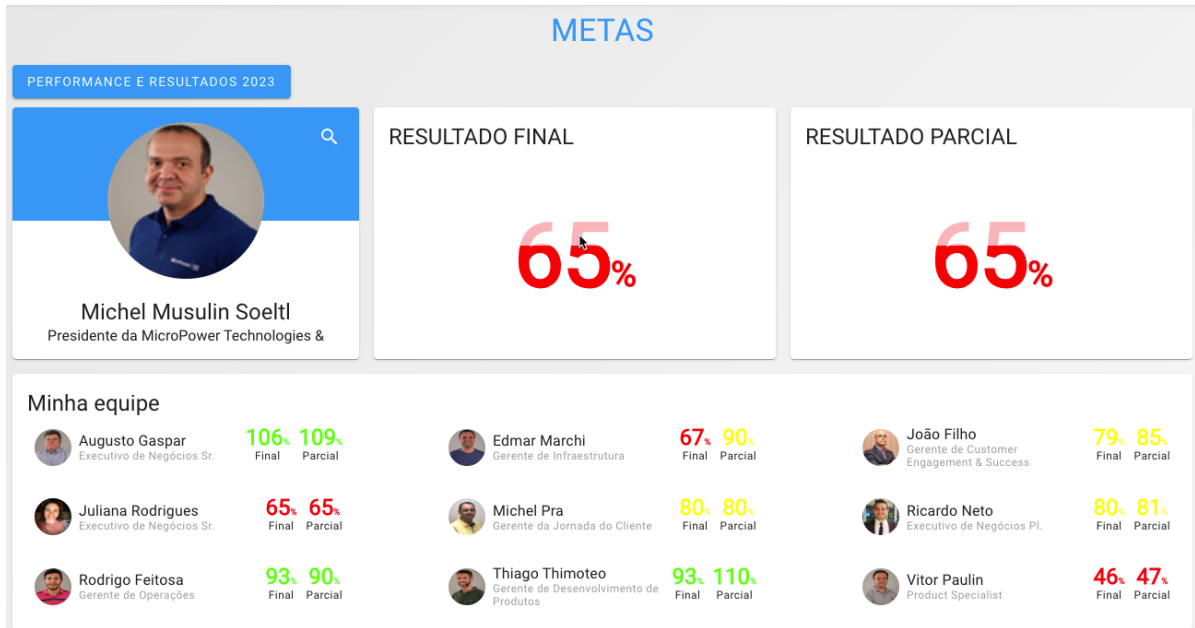 METAS
PERFORMANCE E RESULTADOS 2023
Michel Musulin Soeltl
Presidente da MicroPower Technologies &
RESULTADO FINAL
65%
RESULTADO PARCIAL
65%
Minha equipe
Augusto Gaspar
Executivo de Negócios Sr.
106% 109%
Final Parcial
Edmar Marchi
Gerente de Infraestrutura
67% 90%
Final Parcial
João Filho
Gerente de Customer
Engagement & Success
79% 85%
Final Parcial
Juliana Rodrigues
Executivo de Negócios Sr.
65% 65%
Final Parcial
Michel Pra
Gerente da Jornada do Cliente
80% 80%
Final Parcial
Ricardo Neto
Executivo de Negócios Pl.
80% 81%
Final Parcial
Rodrigo Feitosa
Gerente de Operações
93% 90%
Final Parcial
Thiago Thimoteo
Gerente de Desenvolvimento de
Produtos
93% 110%
Final Parcial
Vitor Paulin
Product Specialist
46% 47%
Final Parcial